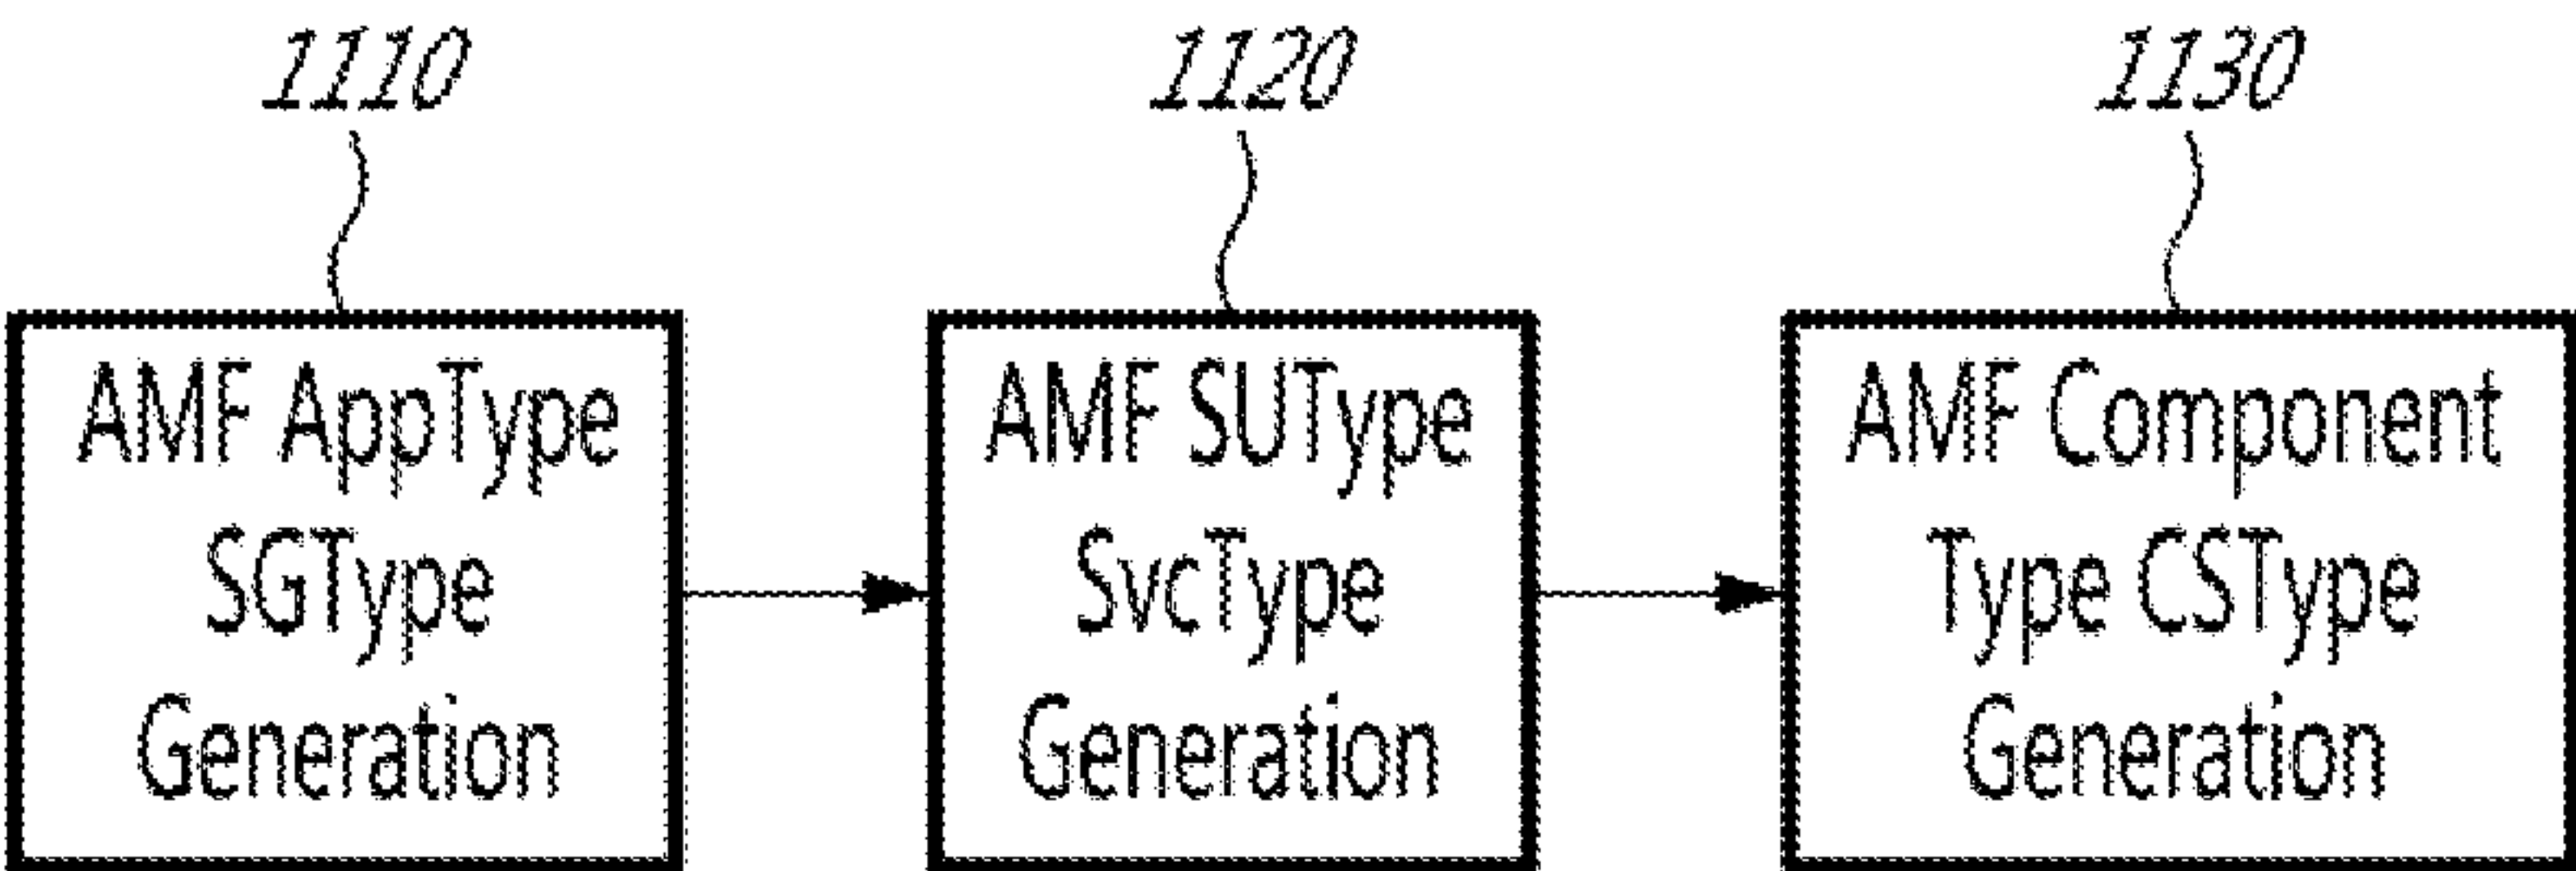 1110
1120
1130
AMF AppType
SGType
Generation
AMF SUType
SvcType
Generation
AMF Component
Type CSType
Generation